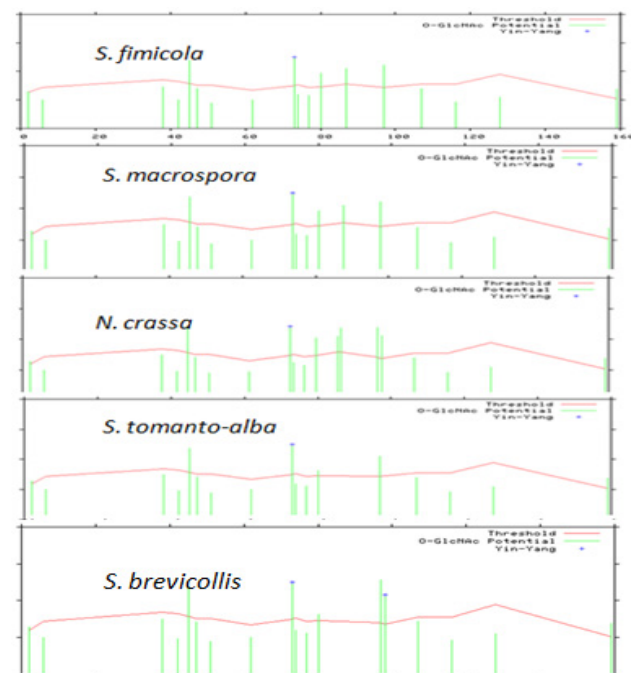 Threshold
O-GlcNAc Potential
Yin-Yang
S. fimicola
0 20 40 60 80 100 120 140 160
Threshold
O-GlcNAc Potential
Yin-Yang
S. macrospora
Threshold
O-GlcNAc Potential
Yin-Yang
N. crassa
Threshold
O-GlcNAc Potential
Yin-Yang
S. tomanto-alba
Threshold
O-GlcNAc Potential
Yin-Yang
S. brevicollis